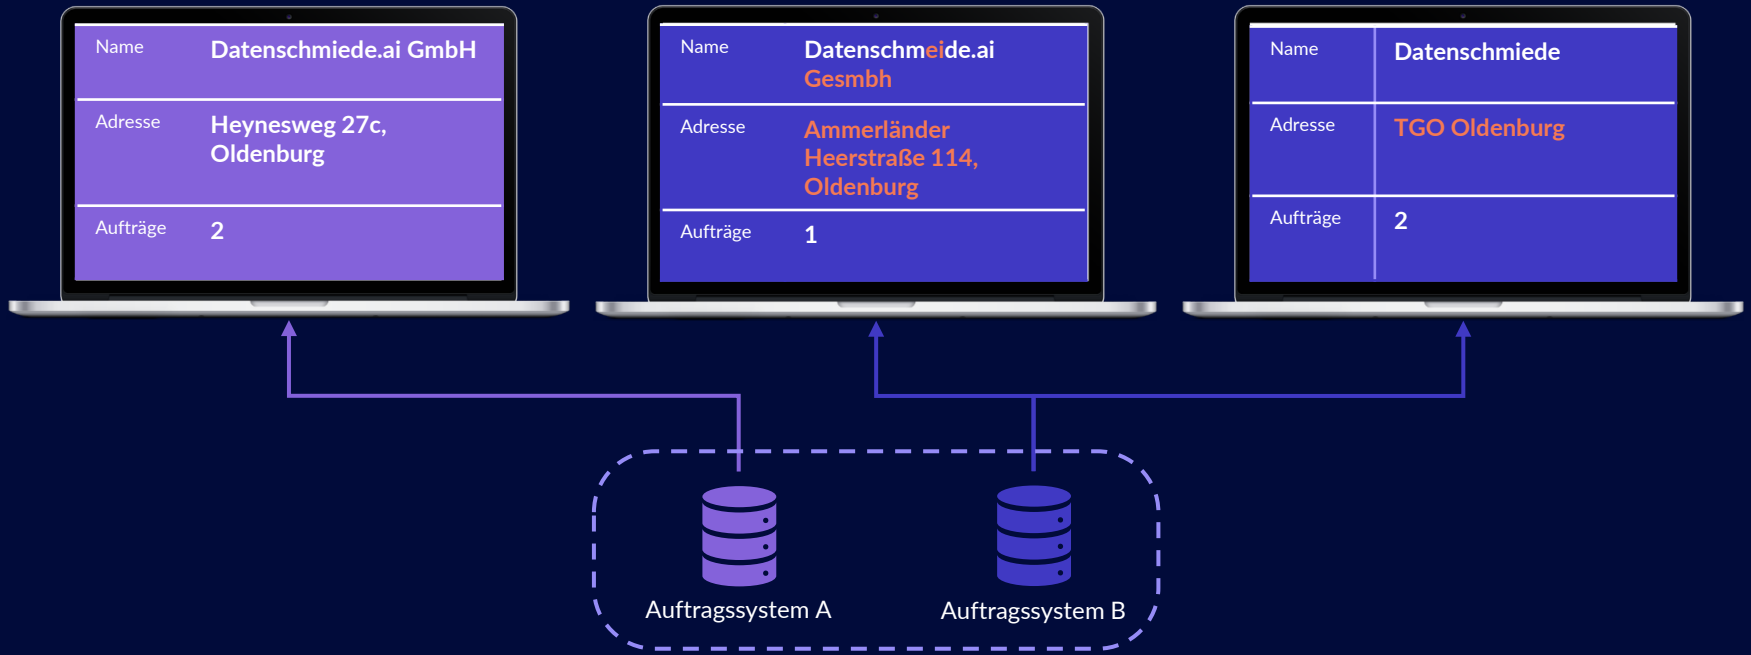 Name Datenschmiede.ai GmbH
Adresse Heynesweg 27c,
Oldenburg
Aufträge 2
Name Datenschmeide.ai
Gesmbh
Adresse Ammerländer
Heerstraße 114,
Oldenburg
Aufträge 1
Name Datenschmiede
Adresse TGO Oldenburg
Aufträge 2
Auftragssystem A
Auftragssystem B